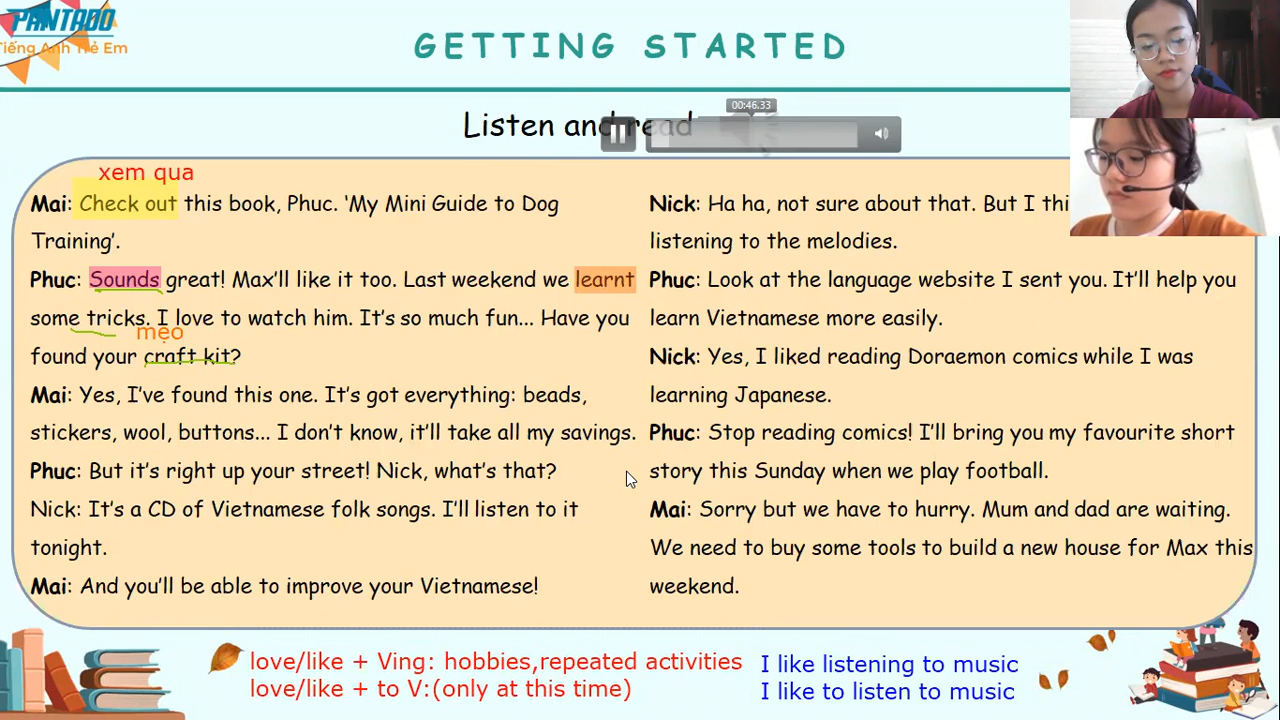 PANTADO
Tiếng Anh Trẻ Em
GETTING STARTED
Listen and read
00:46.33
xem qua
Mai: Check out this book, Phuc. ‘My Mini Guide to Dog
Training’.
Phuc: Sounds great! Max’ll like it too. Last weekend we learnt
some tricks. I love to watch him. It’s so much fun... Have you
mẹo
found your craft kit?
Mai: Yes, I’ve found this one. It’s got everything: beads,
stickers, wool, buttons... I don’t know, it’ll take all my savings.
Phuc: But it’s right up your street! Nick, what’s that?
Nick: It’s a CD of Vietnamese folk songs. I’ll listen to it
tonight.
Mai: And you’ll be able to improve your Vietnamese!
Nick: Ha ha, not sure about that. But I
listening to the melodies.
Phuc: Look at the language website I sent you. It’ll help you
learn Vietnamese more easily.
Nick: Yes, I liked reading Doraemon comics while I was
learning Japanese.
Phuc: Stop reading comics! I’ll bring you my favourite short
story this Sunday when we play football.
Mai: Sorry but we have to hurry. Mum and dad are waiting.
We need to buy some tools to build a new house for Max this
weekend.
love/like + Ving: hobbies,repeated activities
love/like + to V:(only at this time)
I like listening to music
I like to listen to music